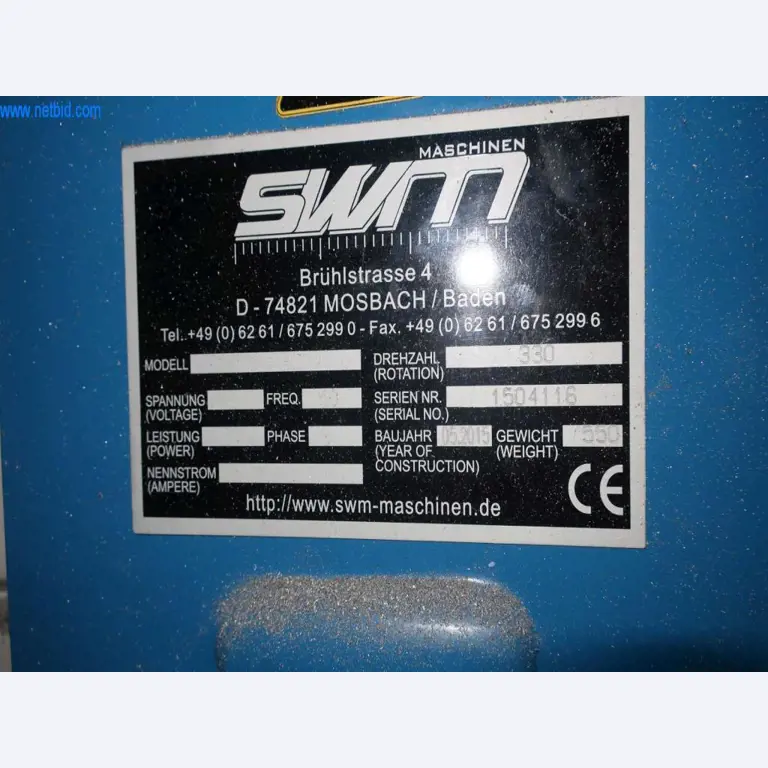 www.netbid.com
MASCHINEN
SWM
Brühlstrasse 4
D - 74821 MOSBACH / Baden
Tel. +49 (0) 62 61 / 675 299 0 - Fax. +49 (0) 62 61 / 675 299 6
MODELL DREHZAHL 330
(ROTATION)
SPANNUNG FREQ. SERIEN NR. 1504116
(VOLTAGE) (SERIAL NO.)
LEISTUNG PHASE BAUJAHR 05.2015 GEWICHT 550
(POWER) (YEAR OF (WEIGHT)
NENNSTROM CONSTRUCTION)
(AMPERE)
http://www.swm-maschinen.de
CE